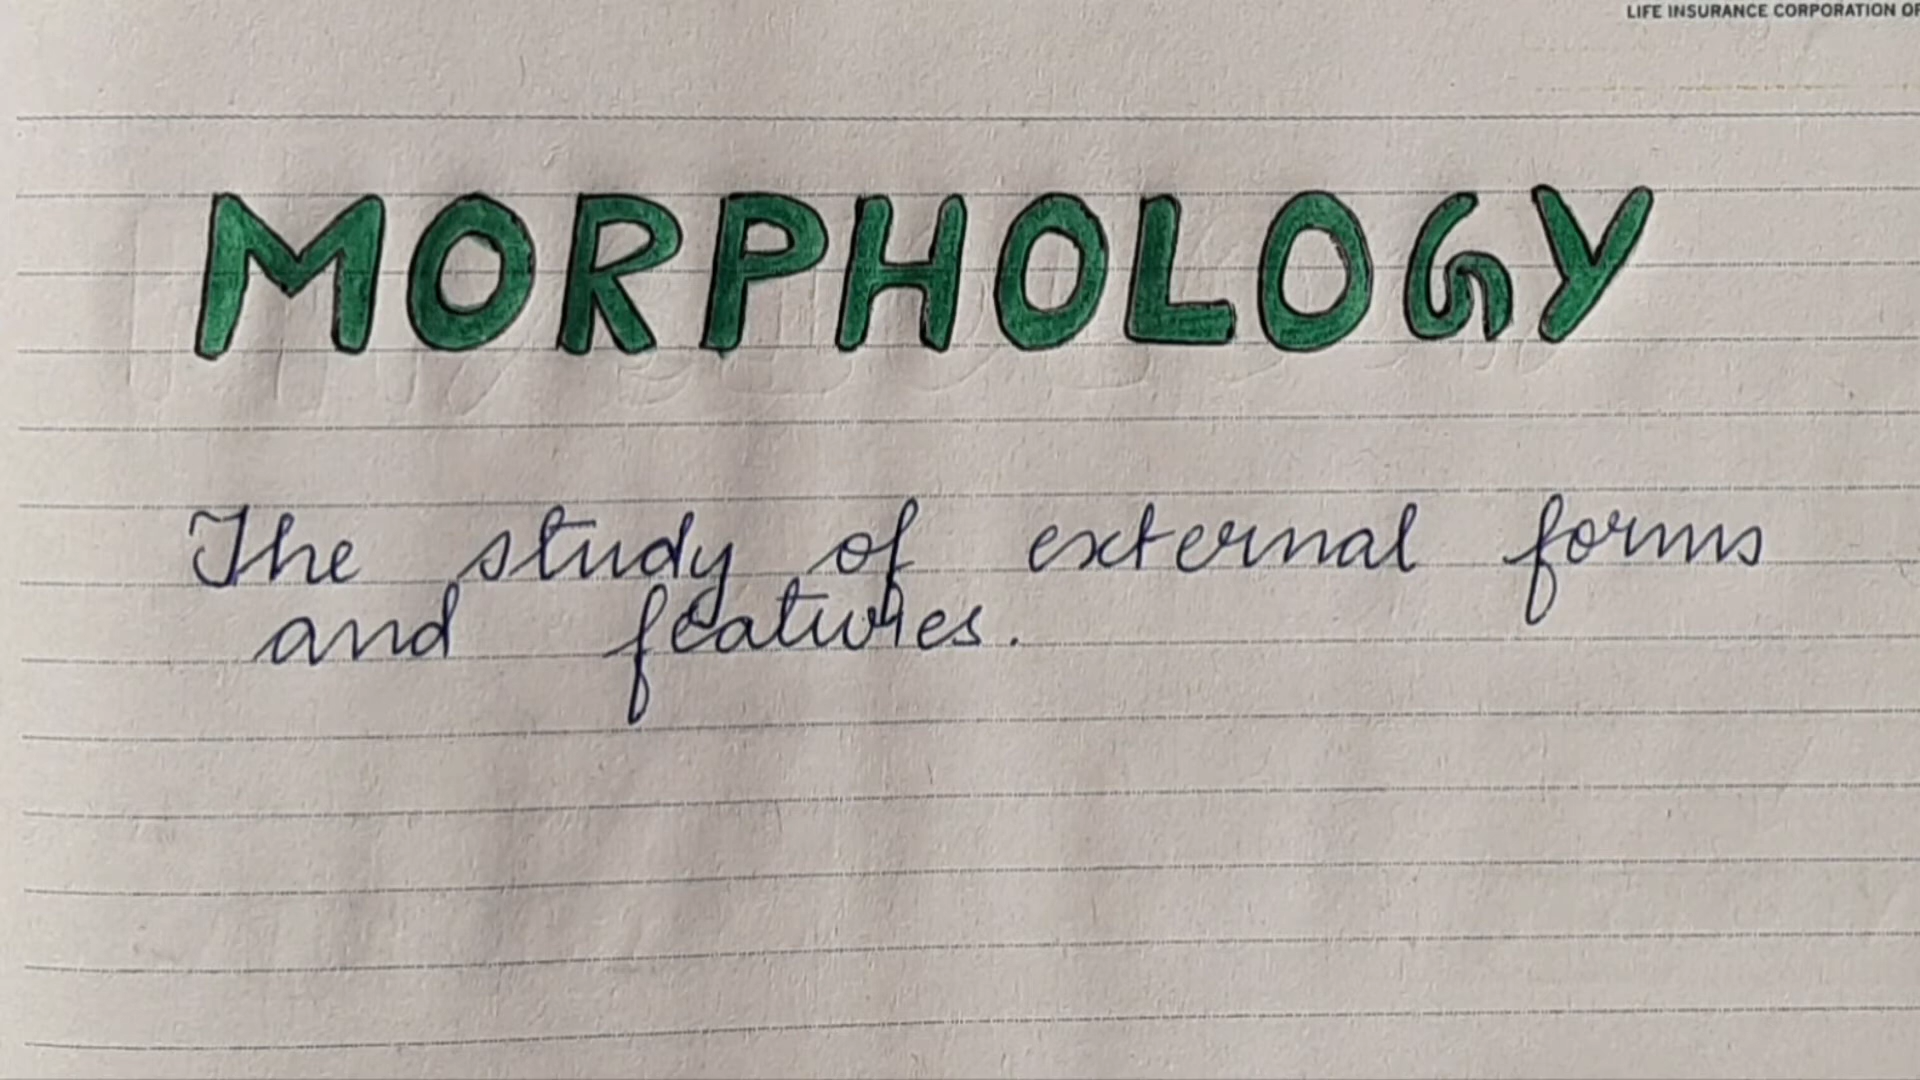 LIFE INSURANCE CORPORATION OF
MORPHOLOGY
The study of external forms
and features.